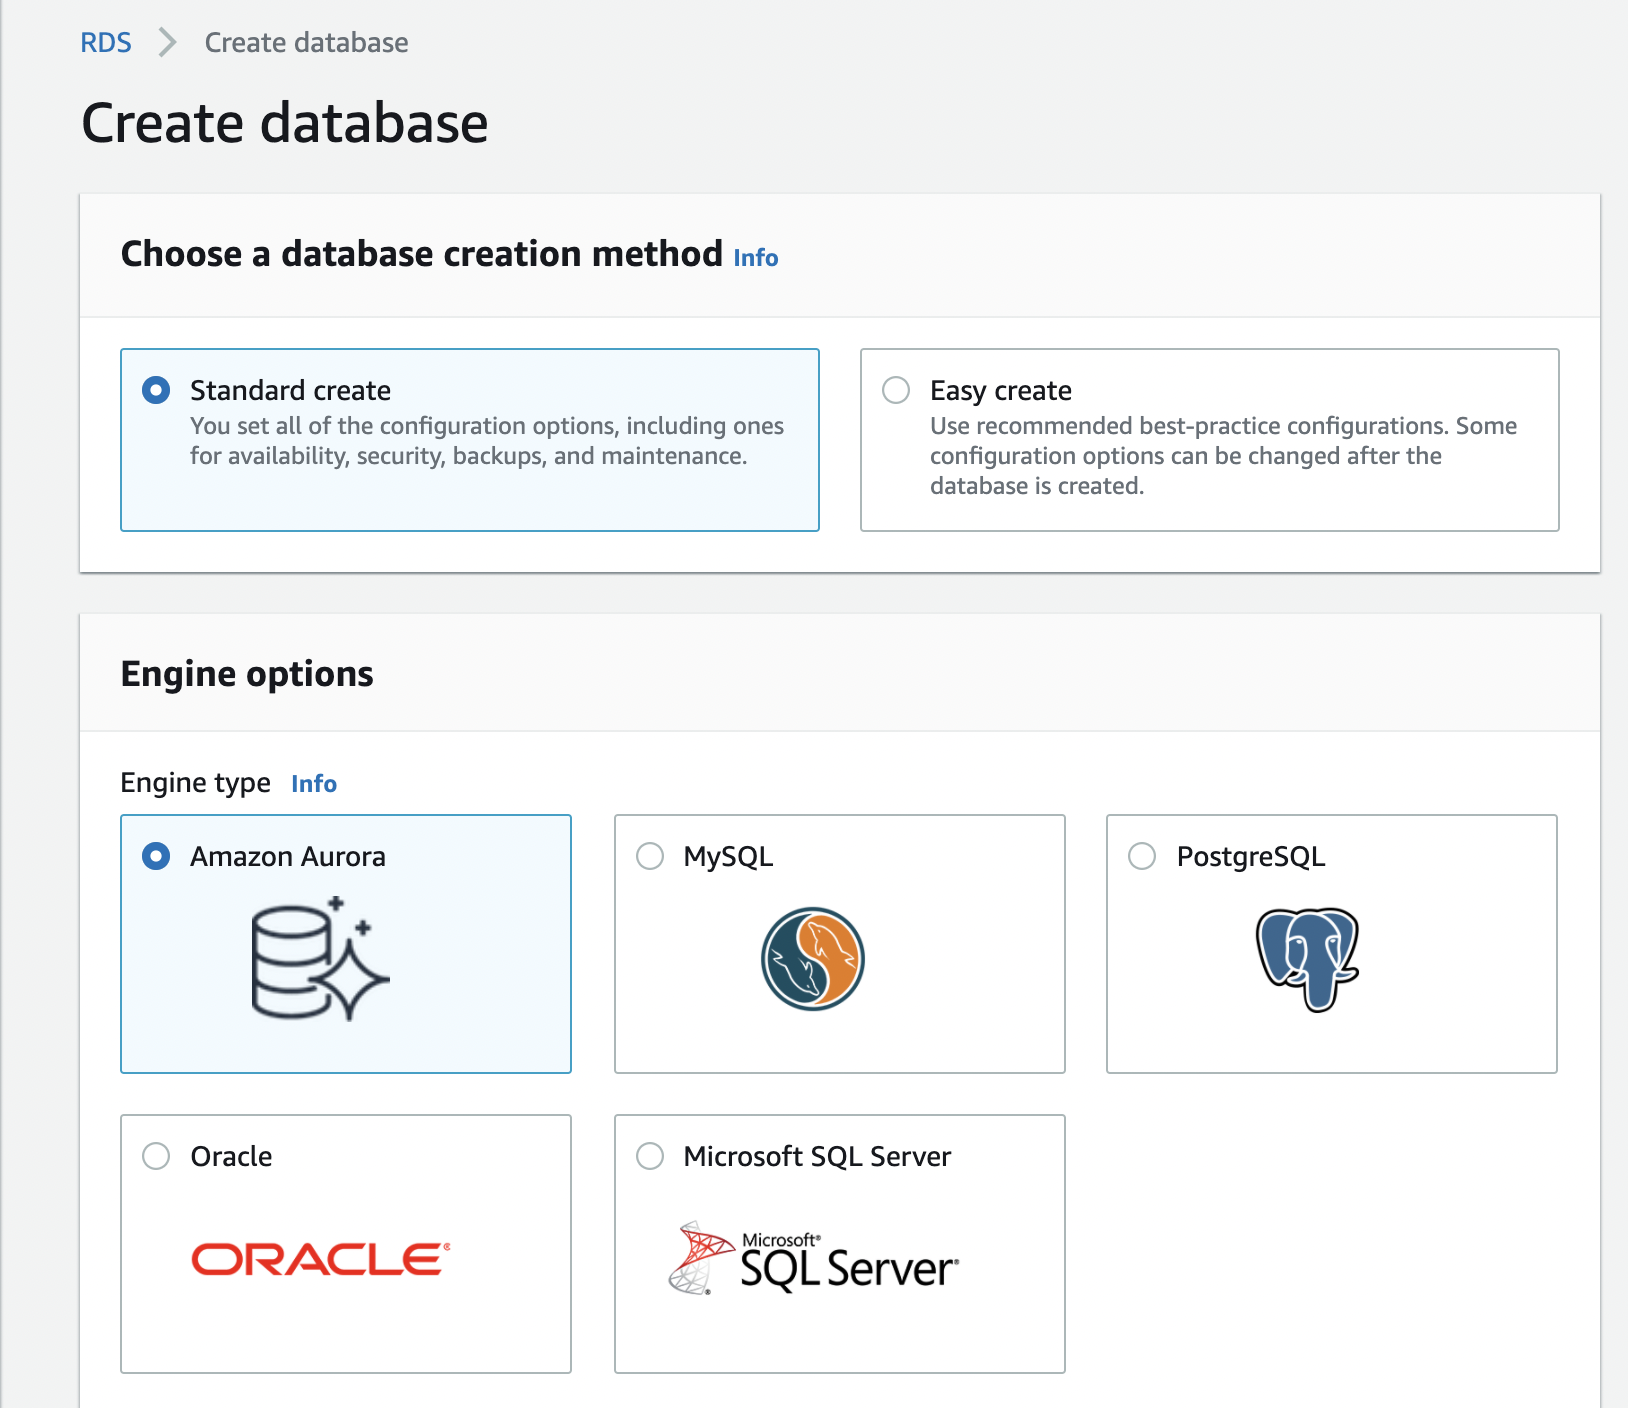 RDS > Create database
Create database
Choose a database creation method Info
Standard create
You set all of the configuration options, including ones
for availability, security, backups, and maintenance.
Easy create
Use recommended best-practice configurations. Some
configuration options can be changed after the
database is created.
Engine options
Engine type Info
Amazon Aurora
MySQL
PostgreSQL
Oracle
ORACLE
Microsoft SQL Server
Microsoft®
SQL Server®